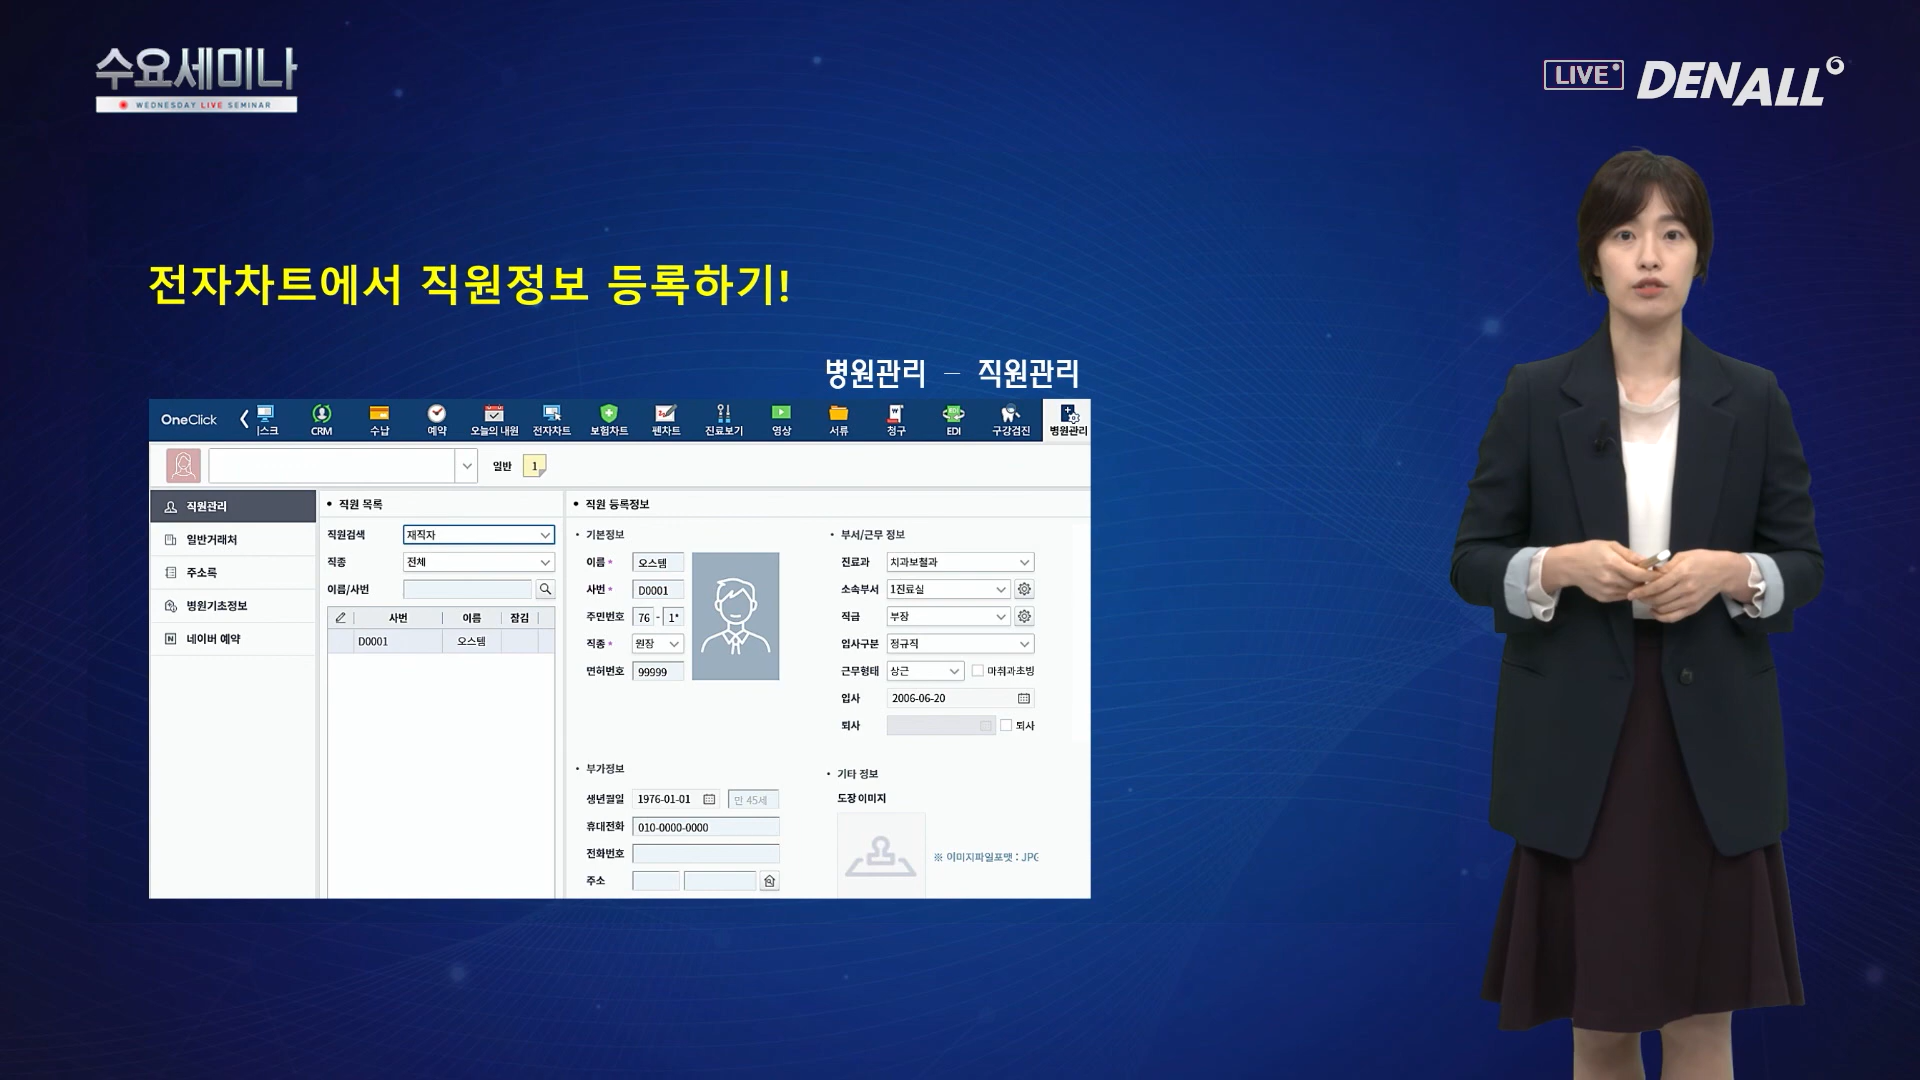 수요세미나
WEDNESDAY LIVE SEMINAR
LIVE DENALL
전자차트에서 직원정보 등록하기!
병원관리 – 직원관리
OneClick
스크 CRM 수납 예약 오늘의 내원 전자차트 보험차트 펜차트 진료보기 영상 서류 청구 EDI 구강검진 병원관리
일반 1
직원관리
일반거래처
주소록
병원기초정보
네이버 예약
• 직원 목록
직원검색 재직자
직종 전체
이름/사번
사번 이름 잠김
D0001 오스템
• 직원 등록정보
• 기본정보
이름 * 오스템
사번 * D0001
주민번호 76 - 1*
직종 * 원장
면허번호 99999
• 부서/근무 정보
진료과 치과보철과
소속부서 1진료실
직급 부장
입사구분 정규직
근무형태 상근 마취과초빙
입사 2006-06-20
퇴사 퇴사
• 부가정보
생년월일 1976-01-01 만 45세
휴대전화 010-0000-0000
전화번호
주소
• 기타 정보
도장 이미지
※ 이미지파일포맷 : JPG